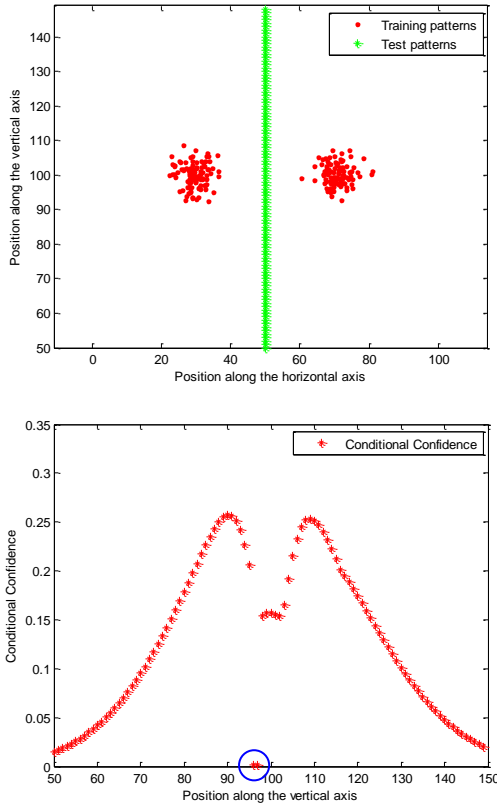 Training patterns
Test patterns
140
130
120
110
100
90
80
70
60
50
Position along the vertical axis
0 20 40 60 80 100
Position along the horizontal axis
0.35
0.3
0.25
0.2
0.15
0.1
0.05
0
Conditional Confidence
Conditional Confidence
50 60 70 80 90 100 110 120 130 140 150
Position along the vertical axis